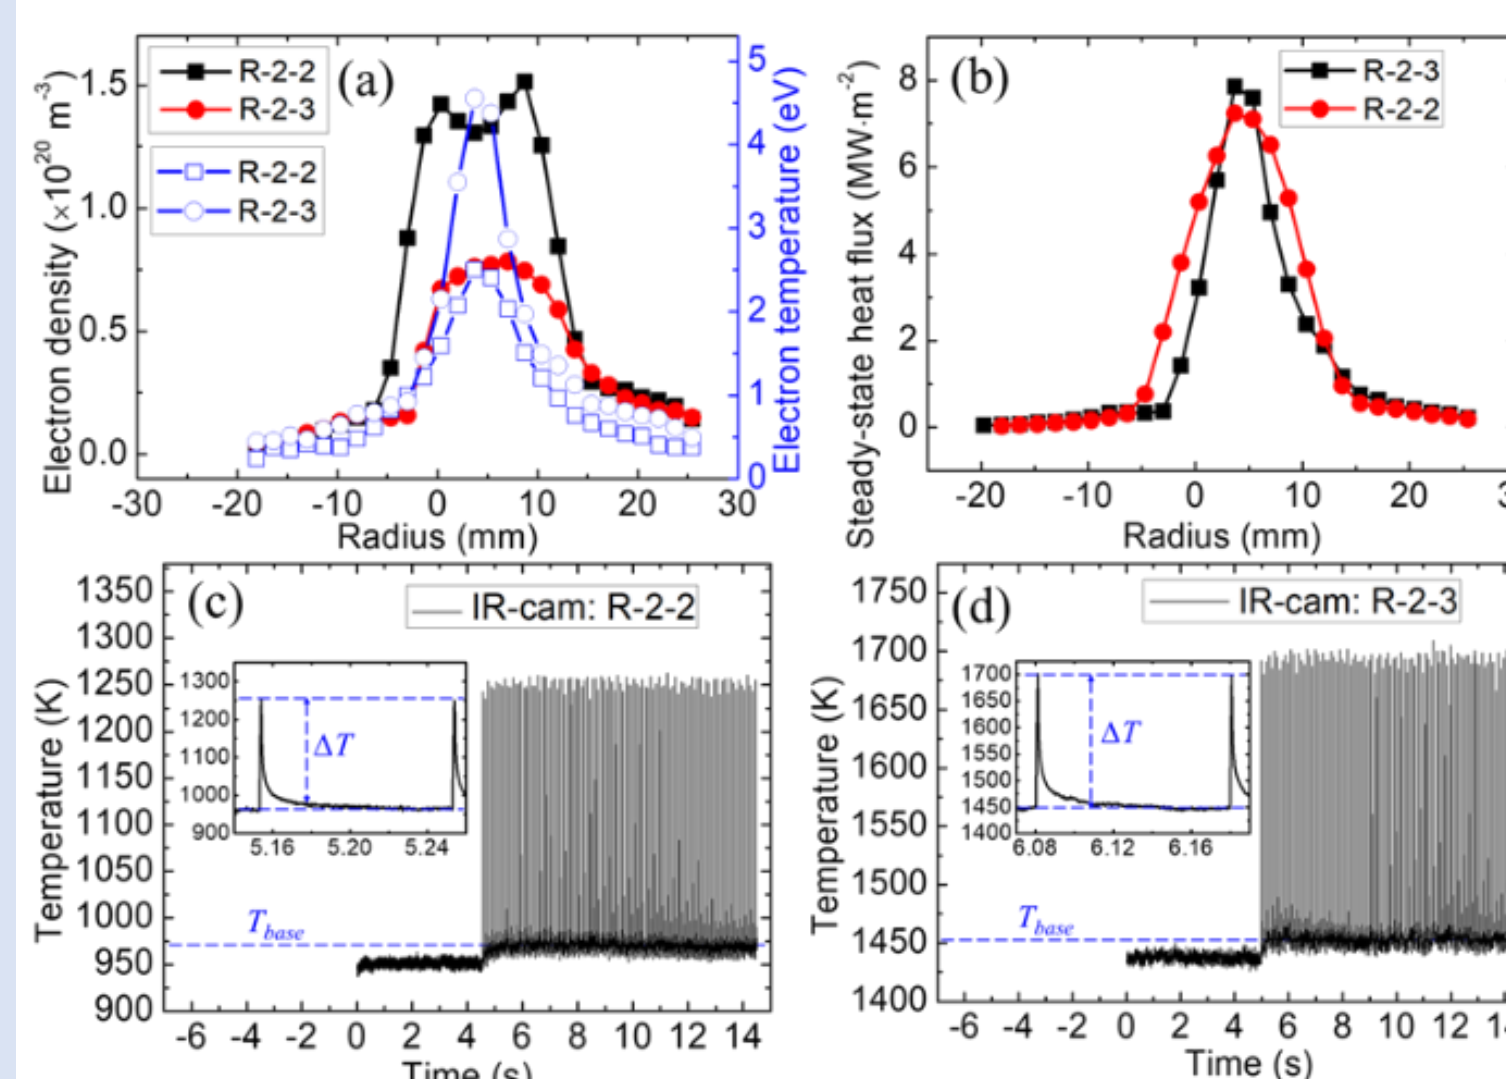 R-2-2
R-2-3
R-2-2
R-2-3
(a)
Electron density (×10²⁰ m⁻³)
1.5
1.0
0.5
0.0
Electron temperature (eV)
5
4
3
2
1
0
-30 -20 -10 0 10 20 30
Radius (mm)
(b)
R-2-3
R-2-2
Steady-state heat flux (MW·m⁻²)
8
6
4
2
0
-20 -10 0 10 20
Radius (mm)
(c)
IR-cam: R-2-2
Temperature (K)
1350
1300
1250
1200
1150
1100
1050
1000
950
900
1300
1200
1100
1000
900
ΔT
5.16 5.20 5.24
T_base
-6 -4 -2 0 2 4 6 8 10 12 14
Time (s)
(d)
IR-cam: R-2-3
Temperature (K)
1750
1700
1650
1600
1550
1500
1450
1400
1700
1650
1600
1550
1500
1450
1400
ΔT
6.08 6.12 6.16
T_base
-6 -4 -2 0 2 4 6 8 10 12
Time (s)